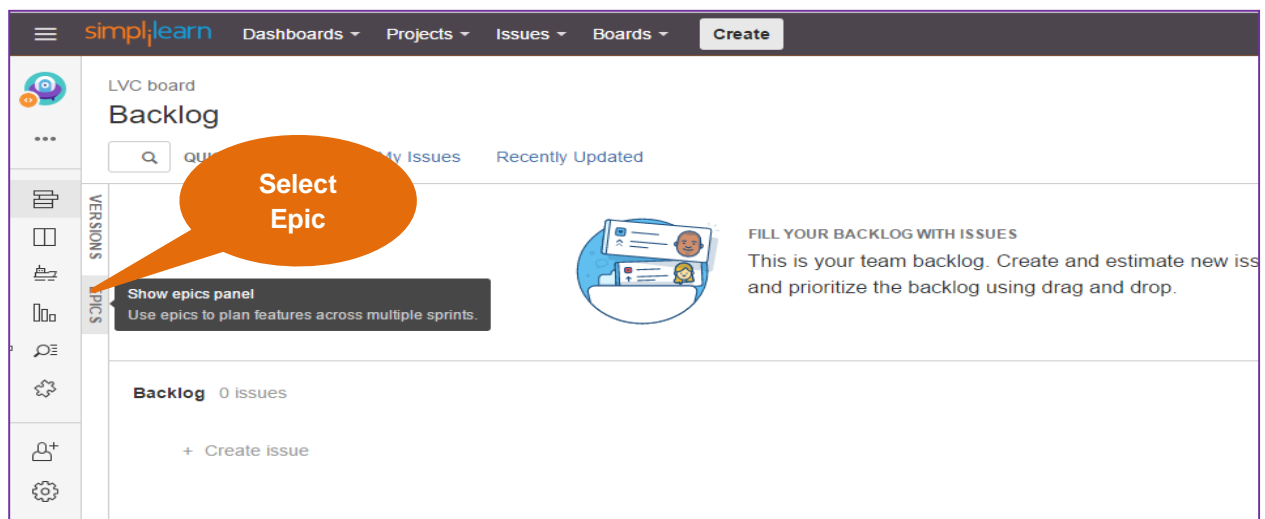 simplilearn Dashboards Projects Issues Boards Create
LVC board
Backlog
My Issues Recently Updated
Select
Epic
VERSIONS
FILL YOUR BACKLOG WITH ISSUES
This is your team backlog. Create and estimate new iss
and prioritize the backlog using drag and drop.
EPICS
Show epics panel
Use epics to plan features across multiple sprints.
Backlog 0 issues
+ Create issue